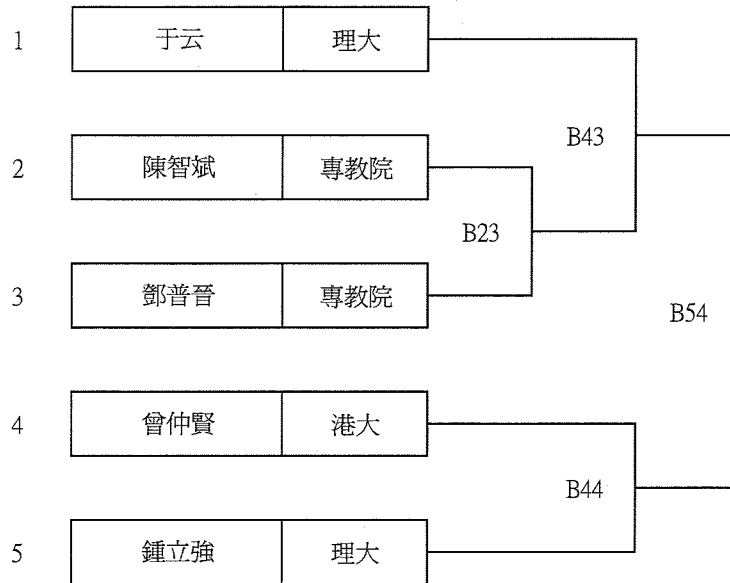 1 于云 理大
B43
2 陳智斌 專教院
B23
3 鄧普晉 專教院
B54
4 曾仲賢 港大
B44
5 鍾立強 理大